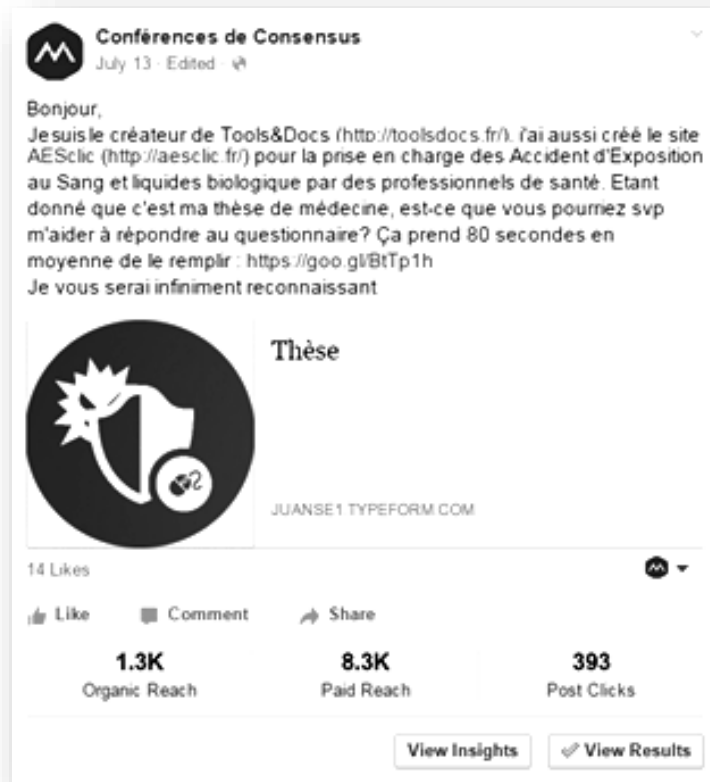 Conférences de Consensus
July 13 · Edited ·
Bonjour,
Je suis le créateur de Tools&Docs (http://toolsdocs.fr/). j'ai aussi créé le site
AESclic (http://aesclic.fr/) pour la prise en charge des Accident d'Exposition
au Sang et liquides biologique par des professionnels de santé. Etant
donné que c'est ma thèse de médecine, est-ce que vous pourriez svp
m'aider à répondre au questionnaire? Ça prend 80 secondes en
moyenne de le remplir : https://goo.gl/BtTp1h
Je vous serai infiniment reconnaissant
Thèse
JUANSE1.TYPEFORM.COM
14 Likes
Like Comment Share
1.3K 8.3K 393
Organic Reach Paid Reach Post Clicks
View Insights View Results